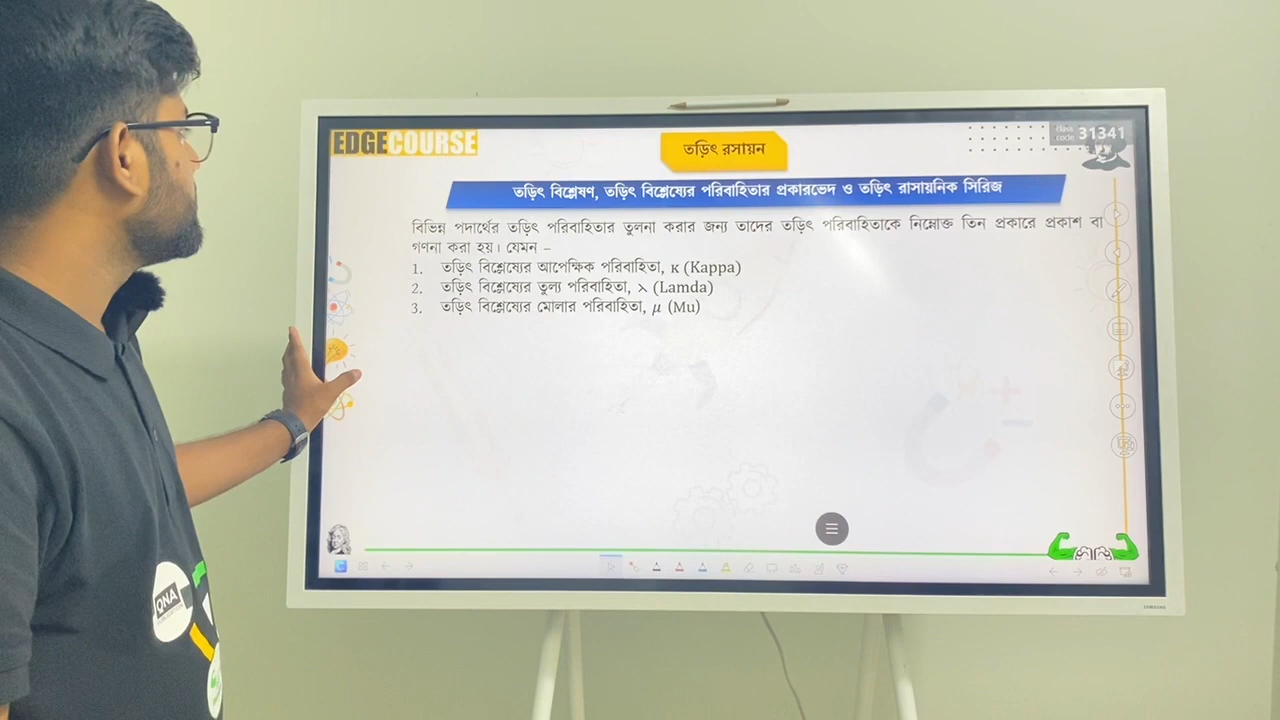 EDGECOURSE
তড়িৎ রসায়ন
class code 31341
তড়িৎ বিশ্লেষণ, তড়িৎ বিশ্লেষ্যের পরিবাহিতার প্রকারভেদ ও তড়িৎ রাসায়নিক সিরিজ
বিভিন্ন পদার্থের তড়িৎ পরিবাহিতার তুলনা করার জন্য তাদের তড়িৎ পরিবাহিতাকে নিম্নোক্ত তিন প্রকারে প্রকাশ বা
গণনা করা হয়। যেমন –
1. তড়িৎ বিশ্লেষ্যের আপেক্ষিক পরিবাহিতা, κ (Kappa)
2. তড়িৎ বিশ্লেষ্যের তুল্য পরিবাহিতা, λ (Lamda)
3. তড়িৎ বিশ্লেষ্যের মোলার পরিবাহিতা, μ (Mu)
QNA
SAMSUNG